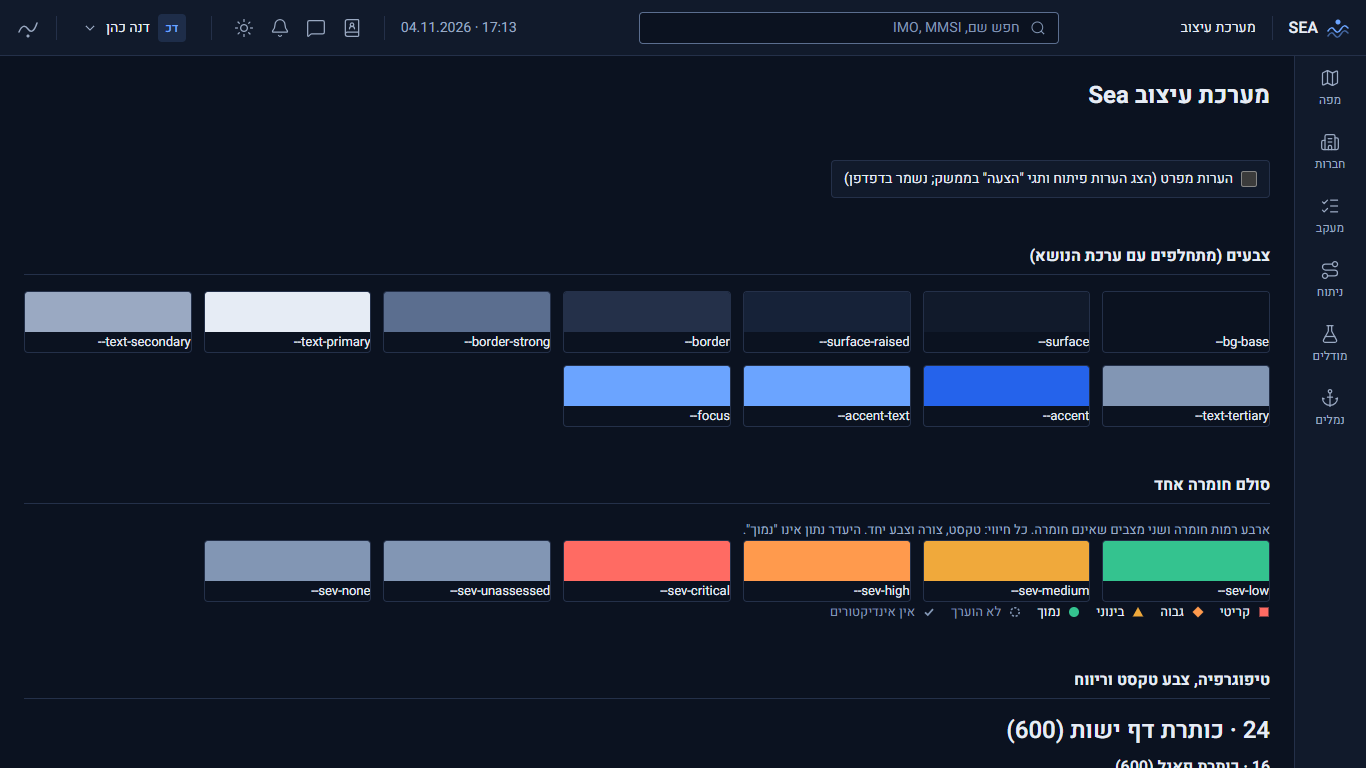 SEA
מערכת עיצוב
חפש שם, IMO, MMSI
04.11.2026 · 17:13
דכ
דנה כהן
מפה
חברות
מעקב
ניתוח
מודלים
נמלים
מערכת עיצוב Sea
הערות מפרט (הצג הערות פיתוח ותגי "הצעה" בממשק; נשמר בדפדפן)
צבעים (מתחלפים עם ערכת הנושא)
--bg-base
--surface
--surface-raised
--border
--border-strong
--text-primary
--text-secondary
--text-tertiary
--accent
--accent-text
--focus
סולם חומרה אחד
ארבע רמות חומרה ושני מצבים שאינם חומרה. כל חיווי: טקסט, צורה וצבע יחד. היעדר נתון אינו "נמוך".
--sev-low
--sev-medium
--sev-high
--sev-critical
--sev-unassessed
--sev-none
קריטי
גבוה
בינוני
נמוך
לא הוערך
אין אינדיקטורים
טיפוגרפיה, צבע טקסט וריווח
24 · כותרת דף ישות (600)
16 · כותרת פאנל (600)